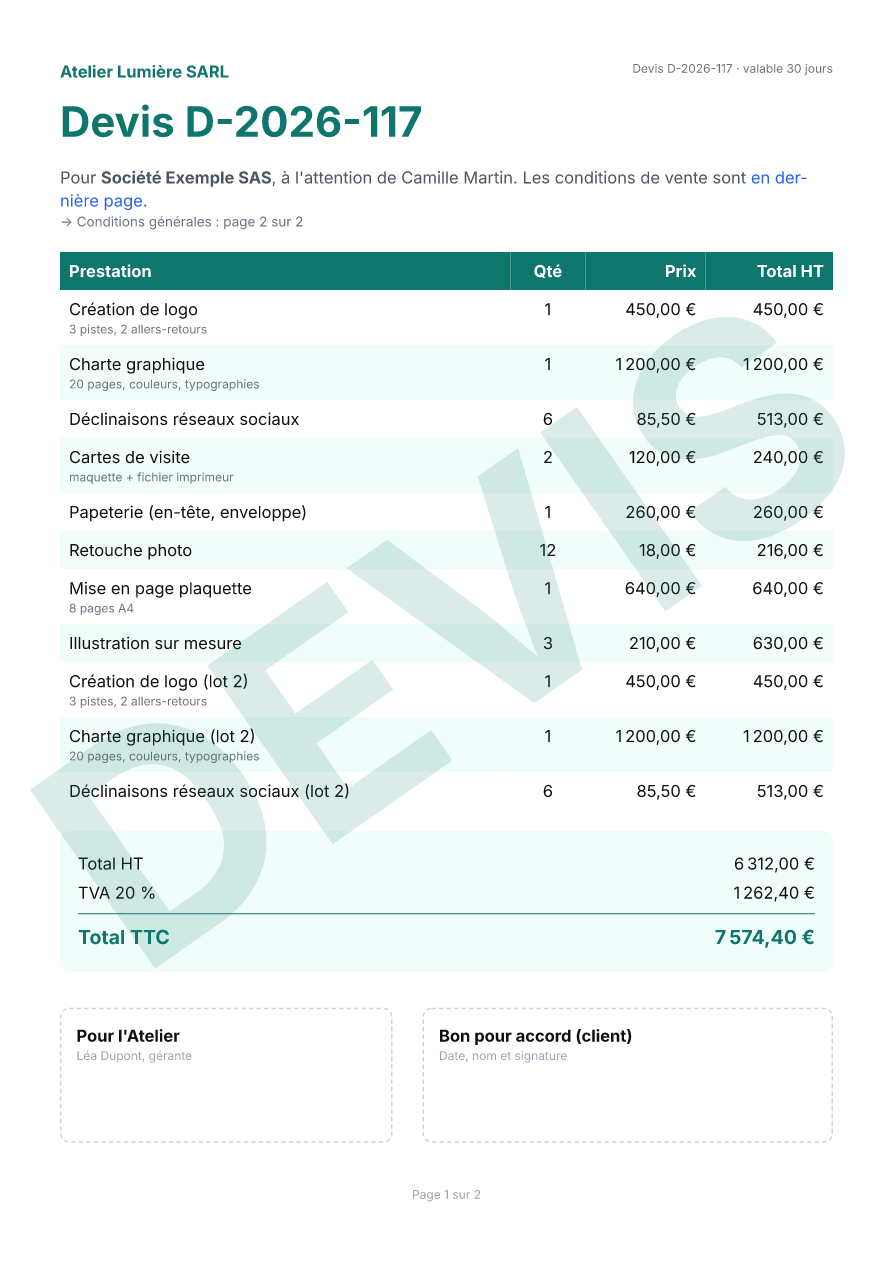 Atelier Lumière SARL
Devis D-2026-117 · valable 30 jours
Devis D-2026-117
Pour Société Exemple SAS, à l'attention de Camille Martin. Les conditions de vente sont en der-
nière page.
→ Conditions générales : page 2 sur 2
Prestation Qté Prix Total HT
Création de logo 1 450,00 € 450,00 €
3 pistes, 2 allers-retours
Charte graphique 1 1 200,00 € 1 200,00 €
20 pages, couleurs, typographies
Déclinaisons réseaux sociaux 6 85,50 € 513,00 €
Cartes de visite 2 120,00 € 240,00 €
maquette + fichier imprimeur
Papeterie (en-tête, enveloppe) 1 260,00 € 260,00 €
Retouche photo 12 18,00 € 216,00 €
Mise en page plaquette 1 640,00 € 640,00 €
8 pages A4
Illustration sur mesure 3 210,00 € 630,00 €
Création de logo (lot 2) 1 450,00 € 450,00 €
3 pistes, 2 allers-retours
Charte graphique (lot 2) 1 1 200,00 € 1 200,00 €
20 pages, couleurs, typographies
Déclinaisons réseaux sociaux (lot 2) 6 85,50 € 513,00 €
DEVIS
Total HT 6 312,00 €
TVA 20 % 1 262,40 €
Total TTC 7 574,40 €
Pour l'Atelier
Léa Dupont, gérante
Bon pour accord (client)
Date, nom et signature
Page 1 sur 2